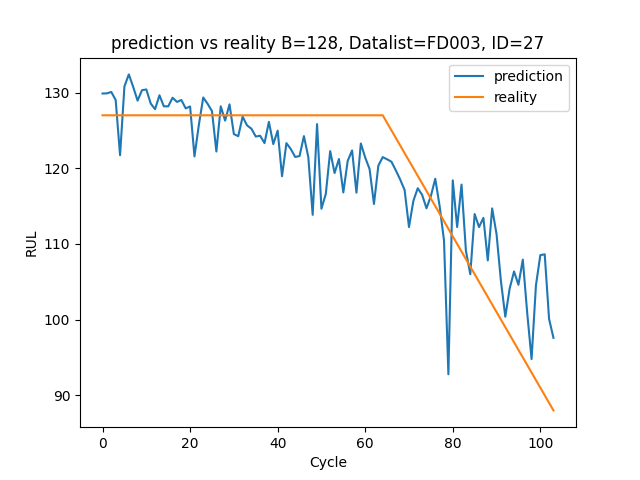 prediction vs reality B=128, Datalist=FD003, ID=27
prediction
reality
130
120
110
100
90
RUL
0 20 40 60 80 100
Cycle